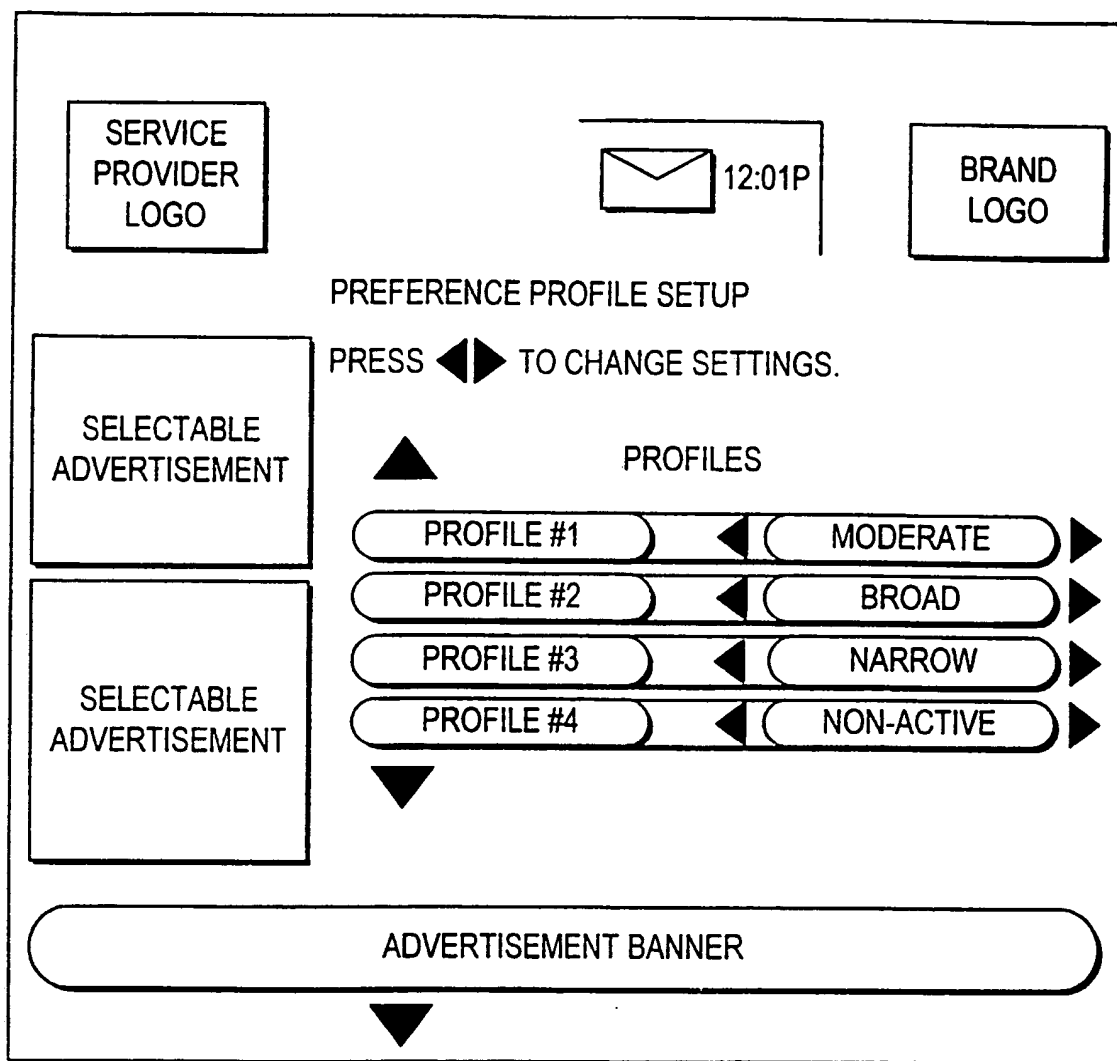 SERVICE
PROVIDER
LOGO
12:01P
BRAND
LOGO
PREFERENCE PROFILE SETUP
PRESS ◀▶ TO CHANGE SETTINGS.
SELECTABLE
ADVERTISEMENT
PROFILES
PROFILE #1 MODERATE
PROFILE #2 BROAD
PROFILE #3 NARROW
PROFILE #4 NON-ACTIVE
SELECTABLE
ADVERTISEMENT
ADVERTISEMENT BANNER